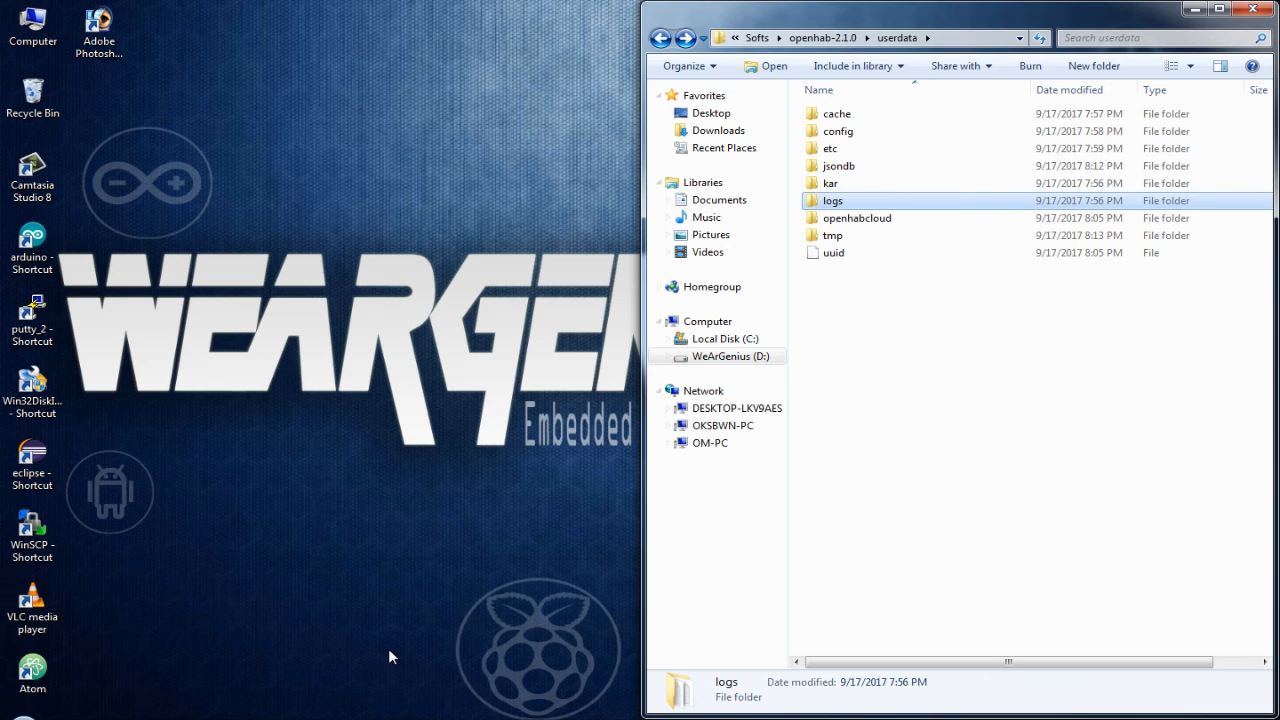 Computer
Adobe
Photosh...
Recycle Bin
Camtasia
Studio 8
arduino -
Shortcut
putty_2 -
Shortcut
Win32DiskI...
- Shortcut
eclipse -
Shortcut
WinSCP -
Shortcut
VLC media
player
Atom
WEARGEN
Embedded
« Softs openhab-2.1.0 userdata
Search userdata
Organize Open Include in library Share with Burn New folder
Name Date modified Type Size
Favorites
Desktop
Downloads
Recent Places
Libraries
Documents
Music
Pictures
Videos
Homegroup
Computer
Local Disk (C:)
WeArGenius (D:)
Network
DESKTOP-LKV9AES
OKSBWN-PC
OM-PC
cache 9/17/2017 7:57 PM File folder
config 9/17/2017 7:58 PM File folder
etc 9/17/2017 7:59 PM File folder
jsondb 9/17/2017 8:12 PM File folder
kar 9/17/2017 7:56 PM File folder
logs 9/17/2017 7:56 PM File folder
openhabcloud 9/17/2017 8:05 PM File folder
tmp 9/17/2017 8:13 PM File folder
uuid 9/17/2017 8:05 PM File
logs Date modified: 9/17/2017 7:56 PM
File folder